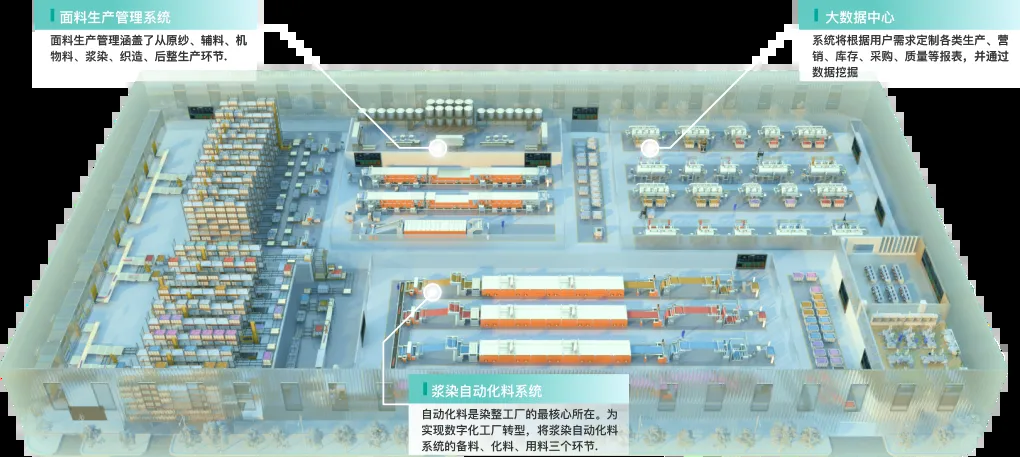 面料生产管理系统
面料生产管理涵盖了从原纱、辅料、机
物料、浆染、织造、后整生产环节.
大数据中心
系统将根据用户需求定制各类生产、营
销、库存、采购、质量等报表，并通过
数据挖掘
浆染自动化料系统
自动化料是染整工厂的最核心所在。为
实现数字化工厂转型，将浆染自动化料
系统的备料、化料、用料三个环节.